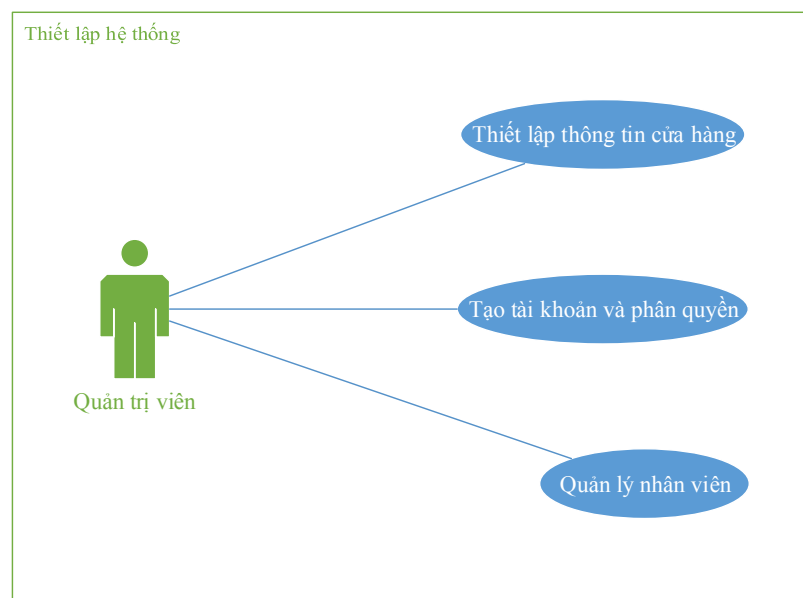 Thiết lập hệ thống
Thiết lập thông tin cửa hàng
Tạo tài khoản và phân quyền
Quản trị viên
Quản lý nhân viên